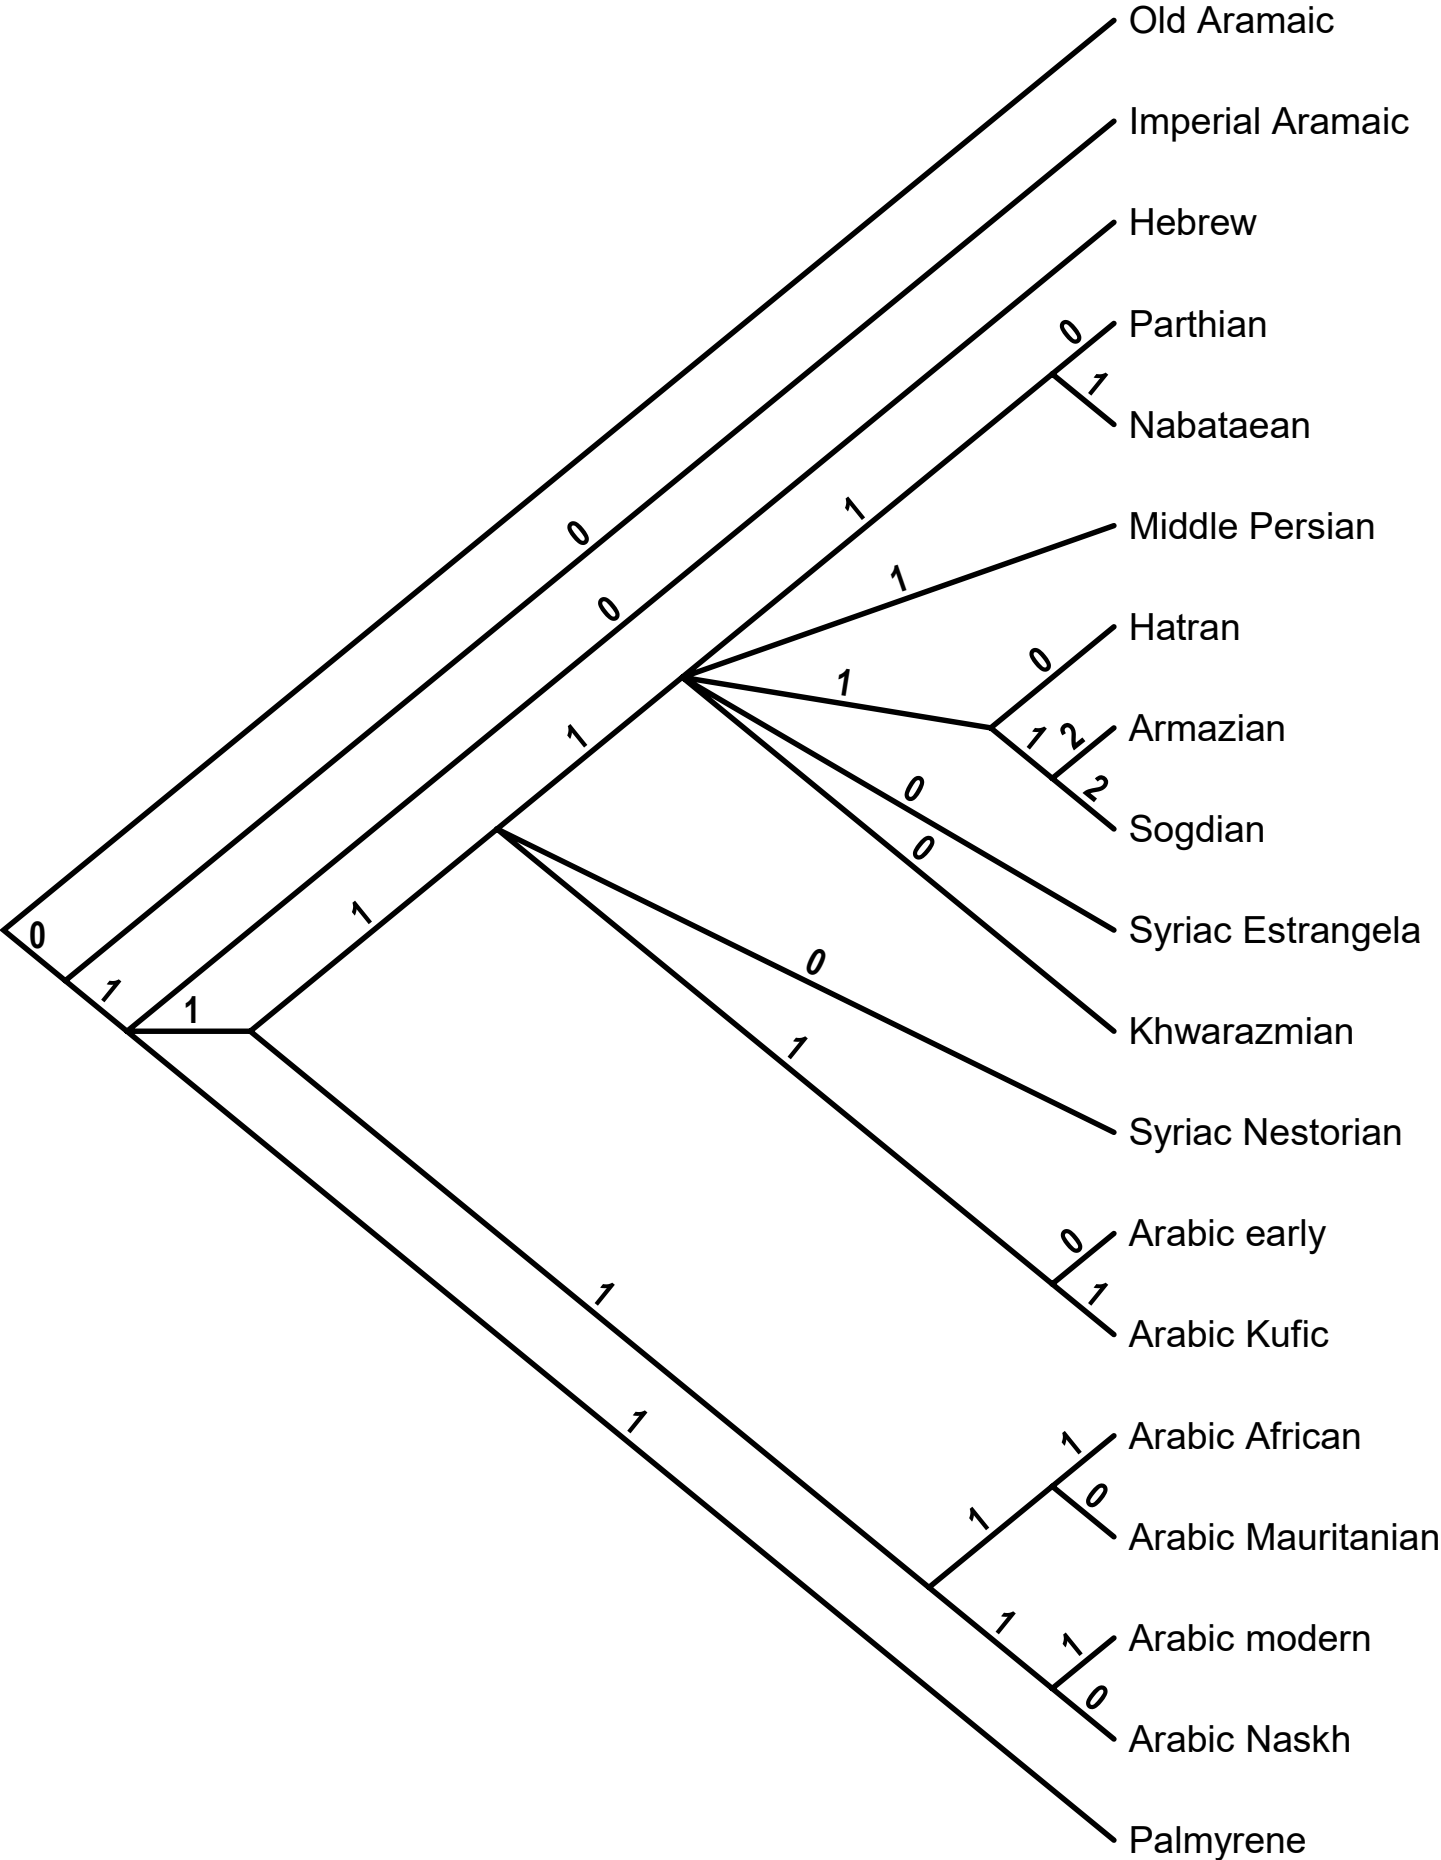 Old Aramaic
Imperial Aramaic
Hebrew
0
Parthian
1
Nabataean
1
0
Middle Persian
1
0
Hatran
0
1
1
2
Armazian
1
2
Sogdian
0
0
1
0
Syriac Estrangela
0
1
1
Khwarazmian
1
Syriac Nestorian
0
Arabic early
1
1
Arabic Kufic
1
1
Arabic African
0
1
Arabic Mauritanian
1
1
Arabic modern
0
Arabic Naskh
Palmyrene